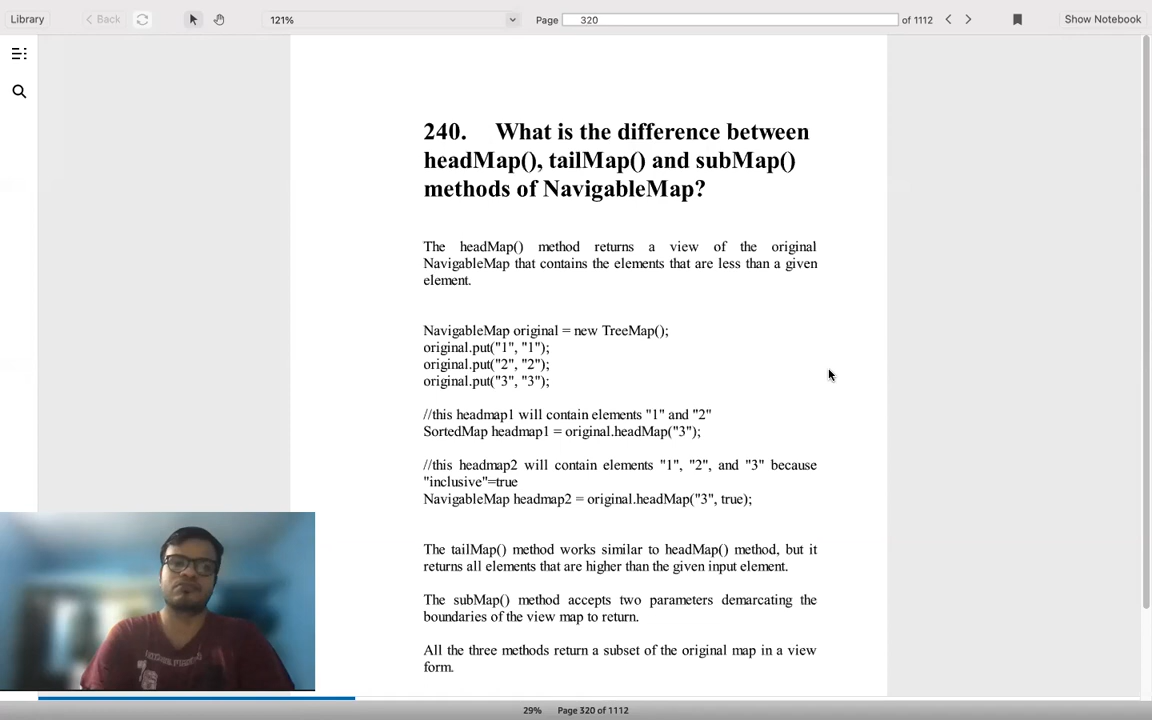 Library
Back
121%
Page 320 of 1112
Show Notebook
240. What is the difference between
headMap(), tailMap() and subMap()
methods of NavigableMap?
The headMap() method returns a view of the original
NavigableMap that contains the elements that are less than a given
element.
NavigableMap original = new TreeMap();
original.put("1", "1");
original.put("2", "2");
original.put("3", "3");
//this headmap1 will contain elements "1" and "2"
SortedMap headmap1 = original.headMap("3");
//this headmap2 will contain elements "1", "2", and "3" because
"inclusive"=true
NavigableMap headmap2 = original.headMap("3", true);
The tailMap() method works similar to headMap() method, but it
returns all elements that are higher than the given input element.
The subMap() method accepts two parameters demarcating the
boundaries of the view map to return.
All the three methods return a subset of the original map in a view
form.
29% Page 320 of 1112